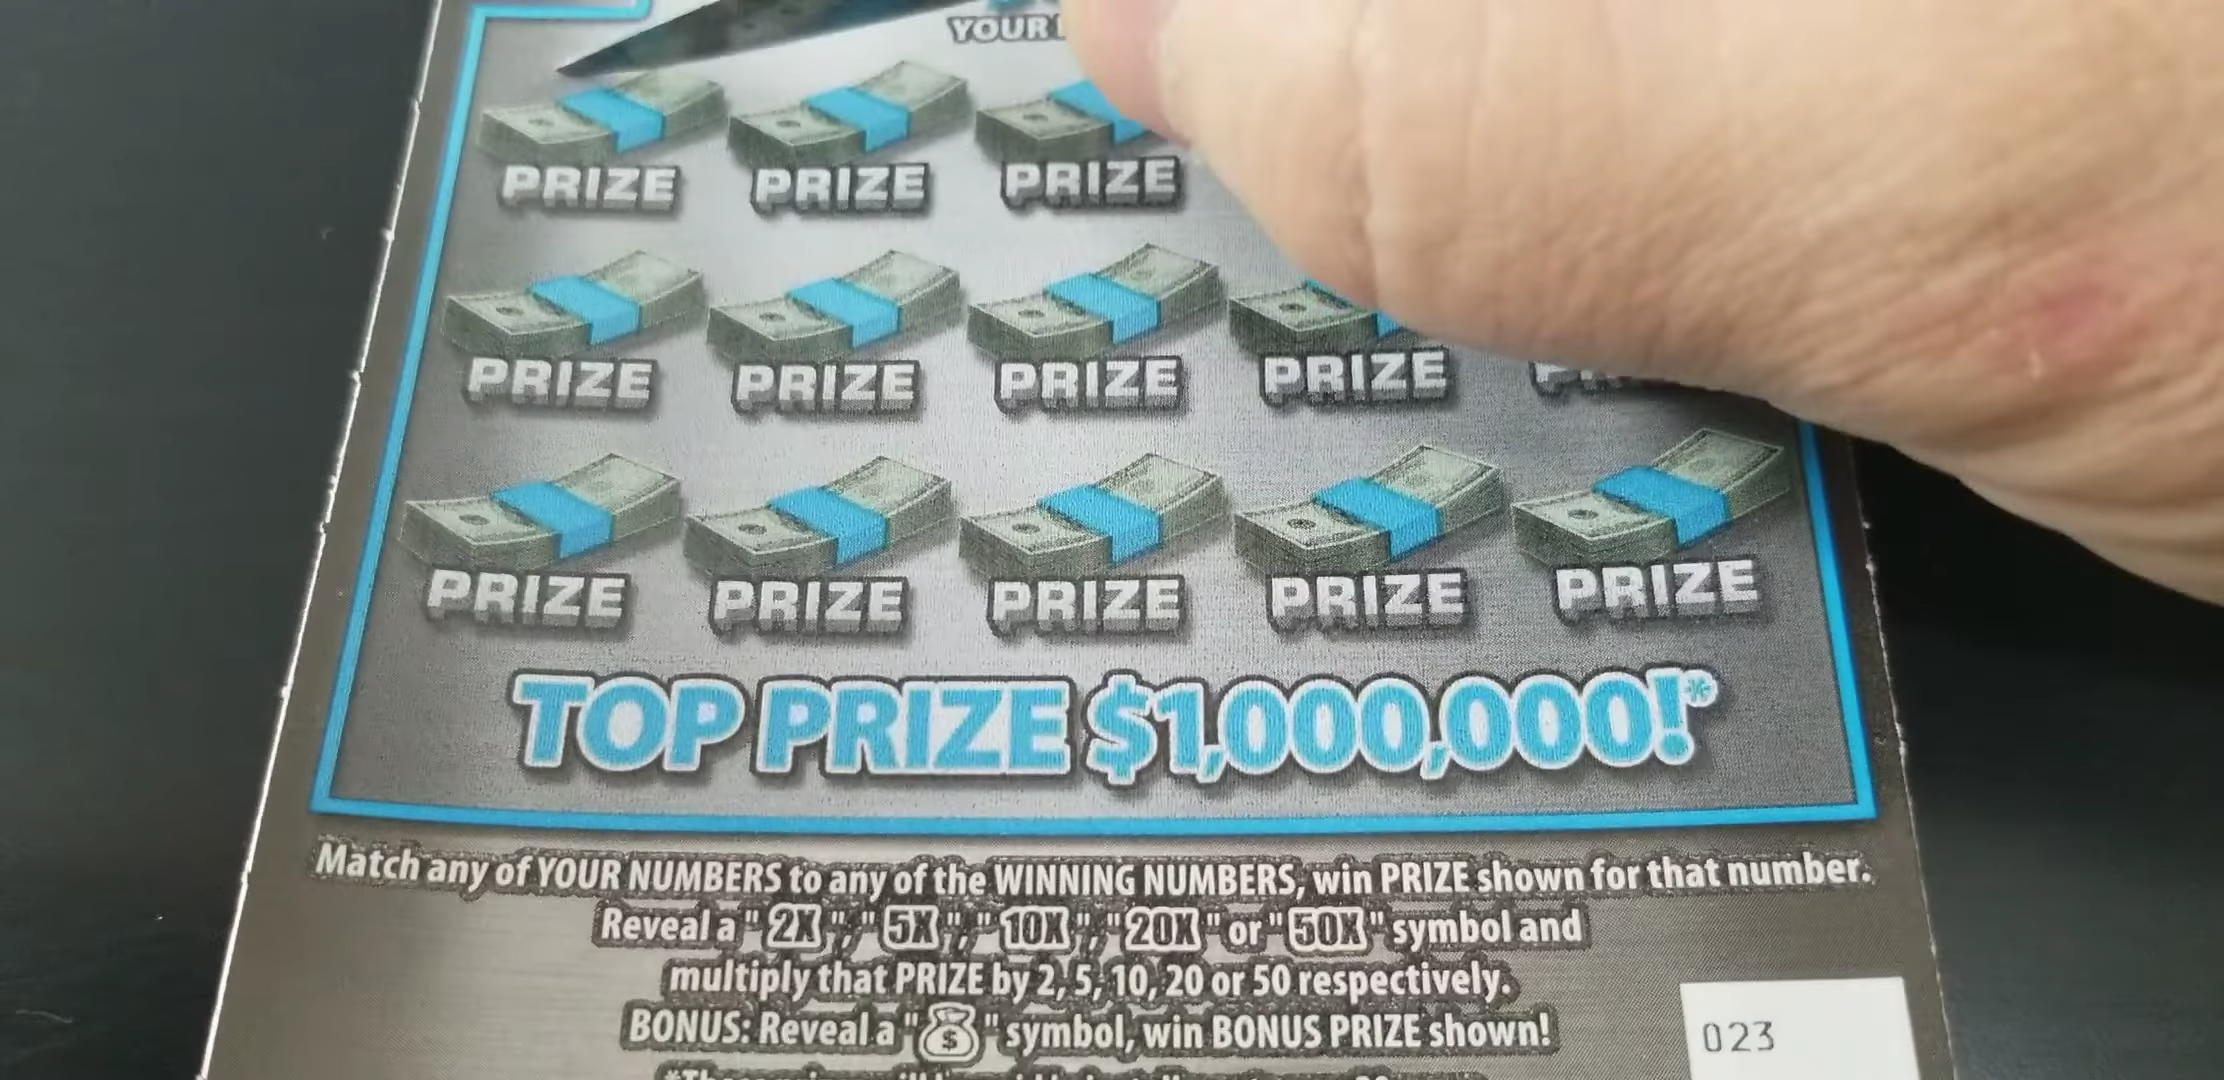 YOUR
PRIZE PRIZE PRIZE
PRIZE PRIZE PRIZE PRIZE
PRIZE PRIZE PRIZE PRIZE PRIZE
TOP PRIZE $1,000,000!*
Match any of YOUR NUMBERS to any of the WINNING NUMBERS, win PRIZE shown for that number.
Reveal a "2X", "5X", "10X", "20X" or "50X" symbol and
multiply that PRIZE by 2, 5, 10, 20 or 50 respectively.
BONUS: Reveal a "$" symbol, win BONUS PRIZE shown!
023